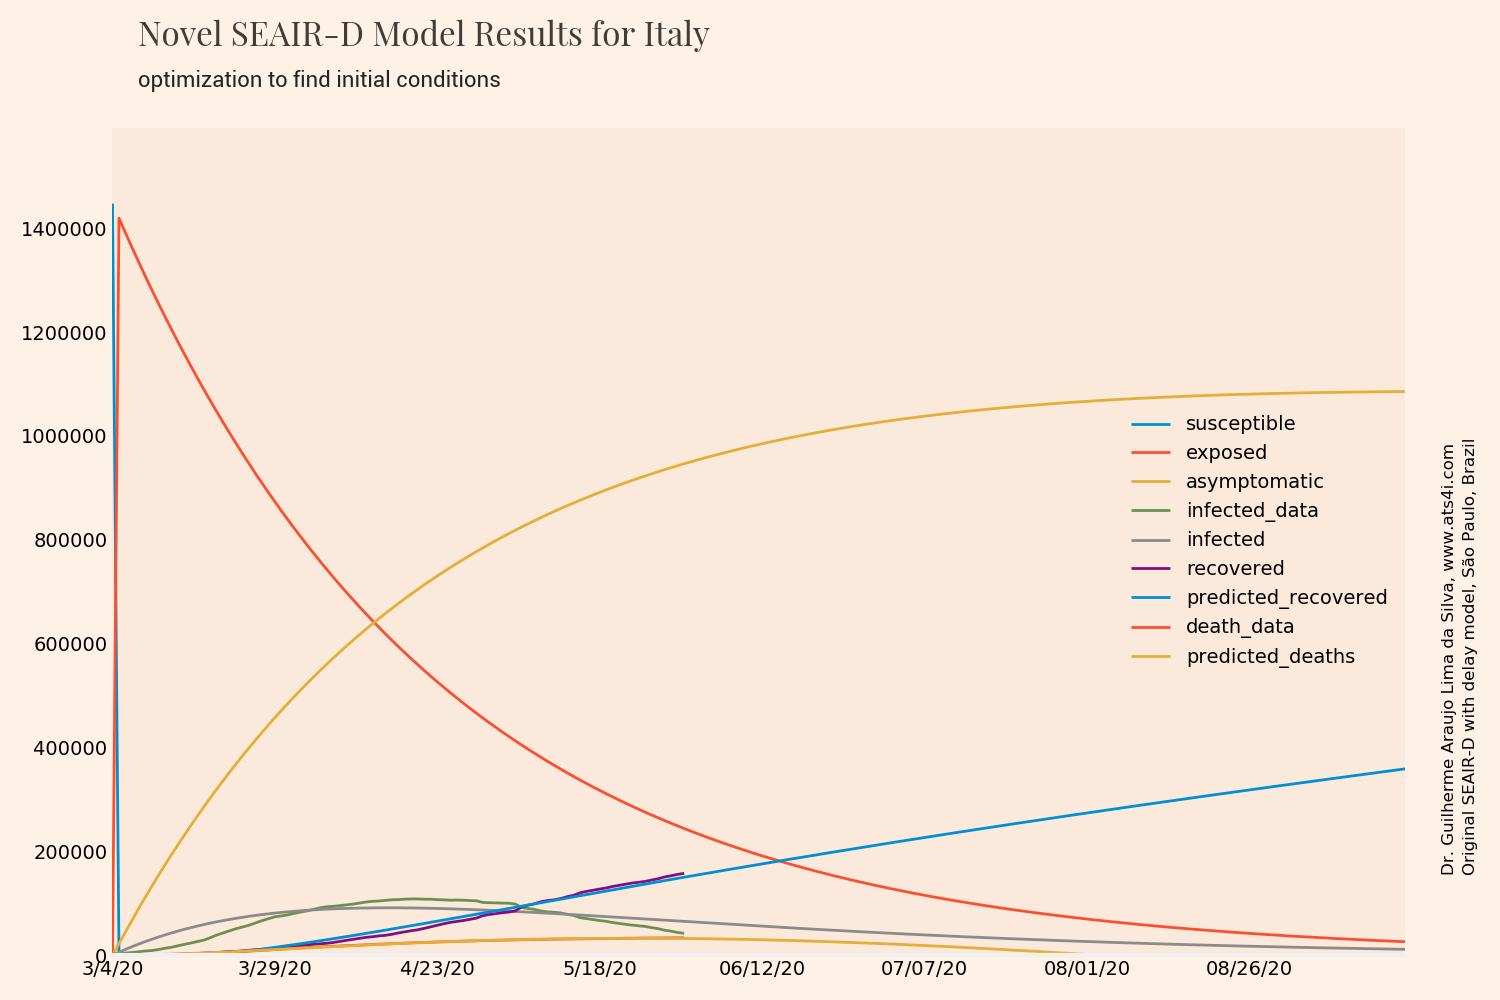 Novel SEAIR-D Model Results for Italy
optimization to find initial conditions
1400000
1200000
1000000
800000
600000
400000
200000
0
3/4/20
3/29/20
4/23/20
5/18/20
06/12/20
07/07/20
08/01/20
08/26/20
susceptible
exposed
asymptomatic
infected_data
infected
recovered
predicted_recovered
death_data
predicted_deaths
Dr. Guilherme Araujo Lima da Silva, www.ats4i.com
Original SEAIR-D with delay model, São Paulo, Brazil